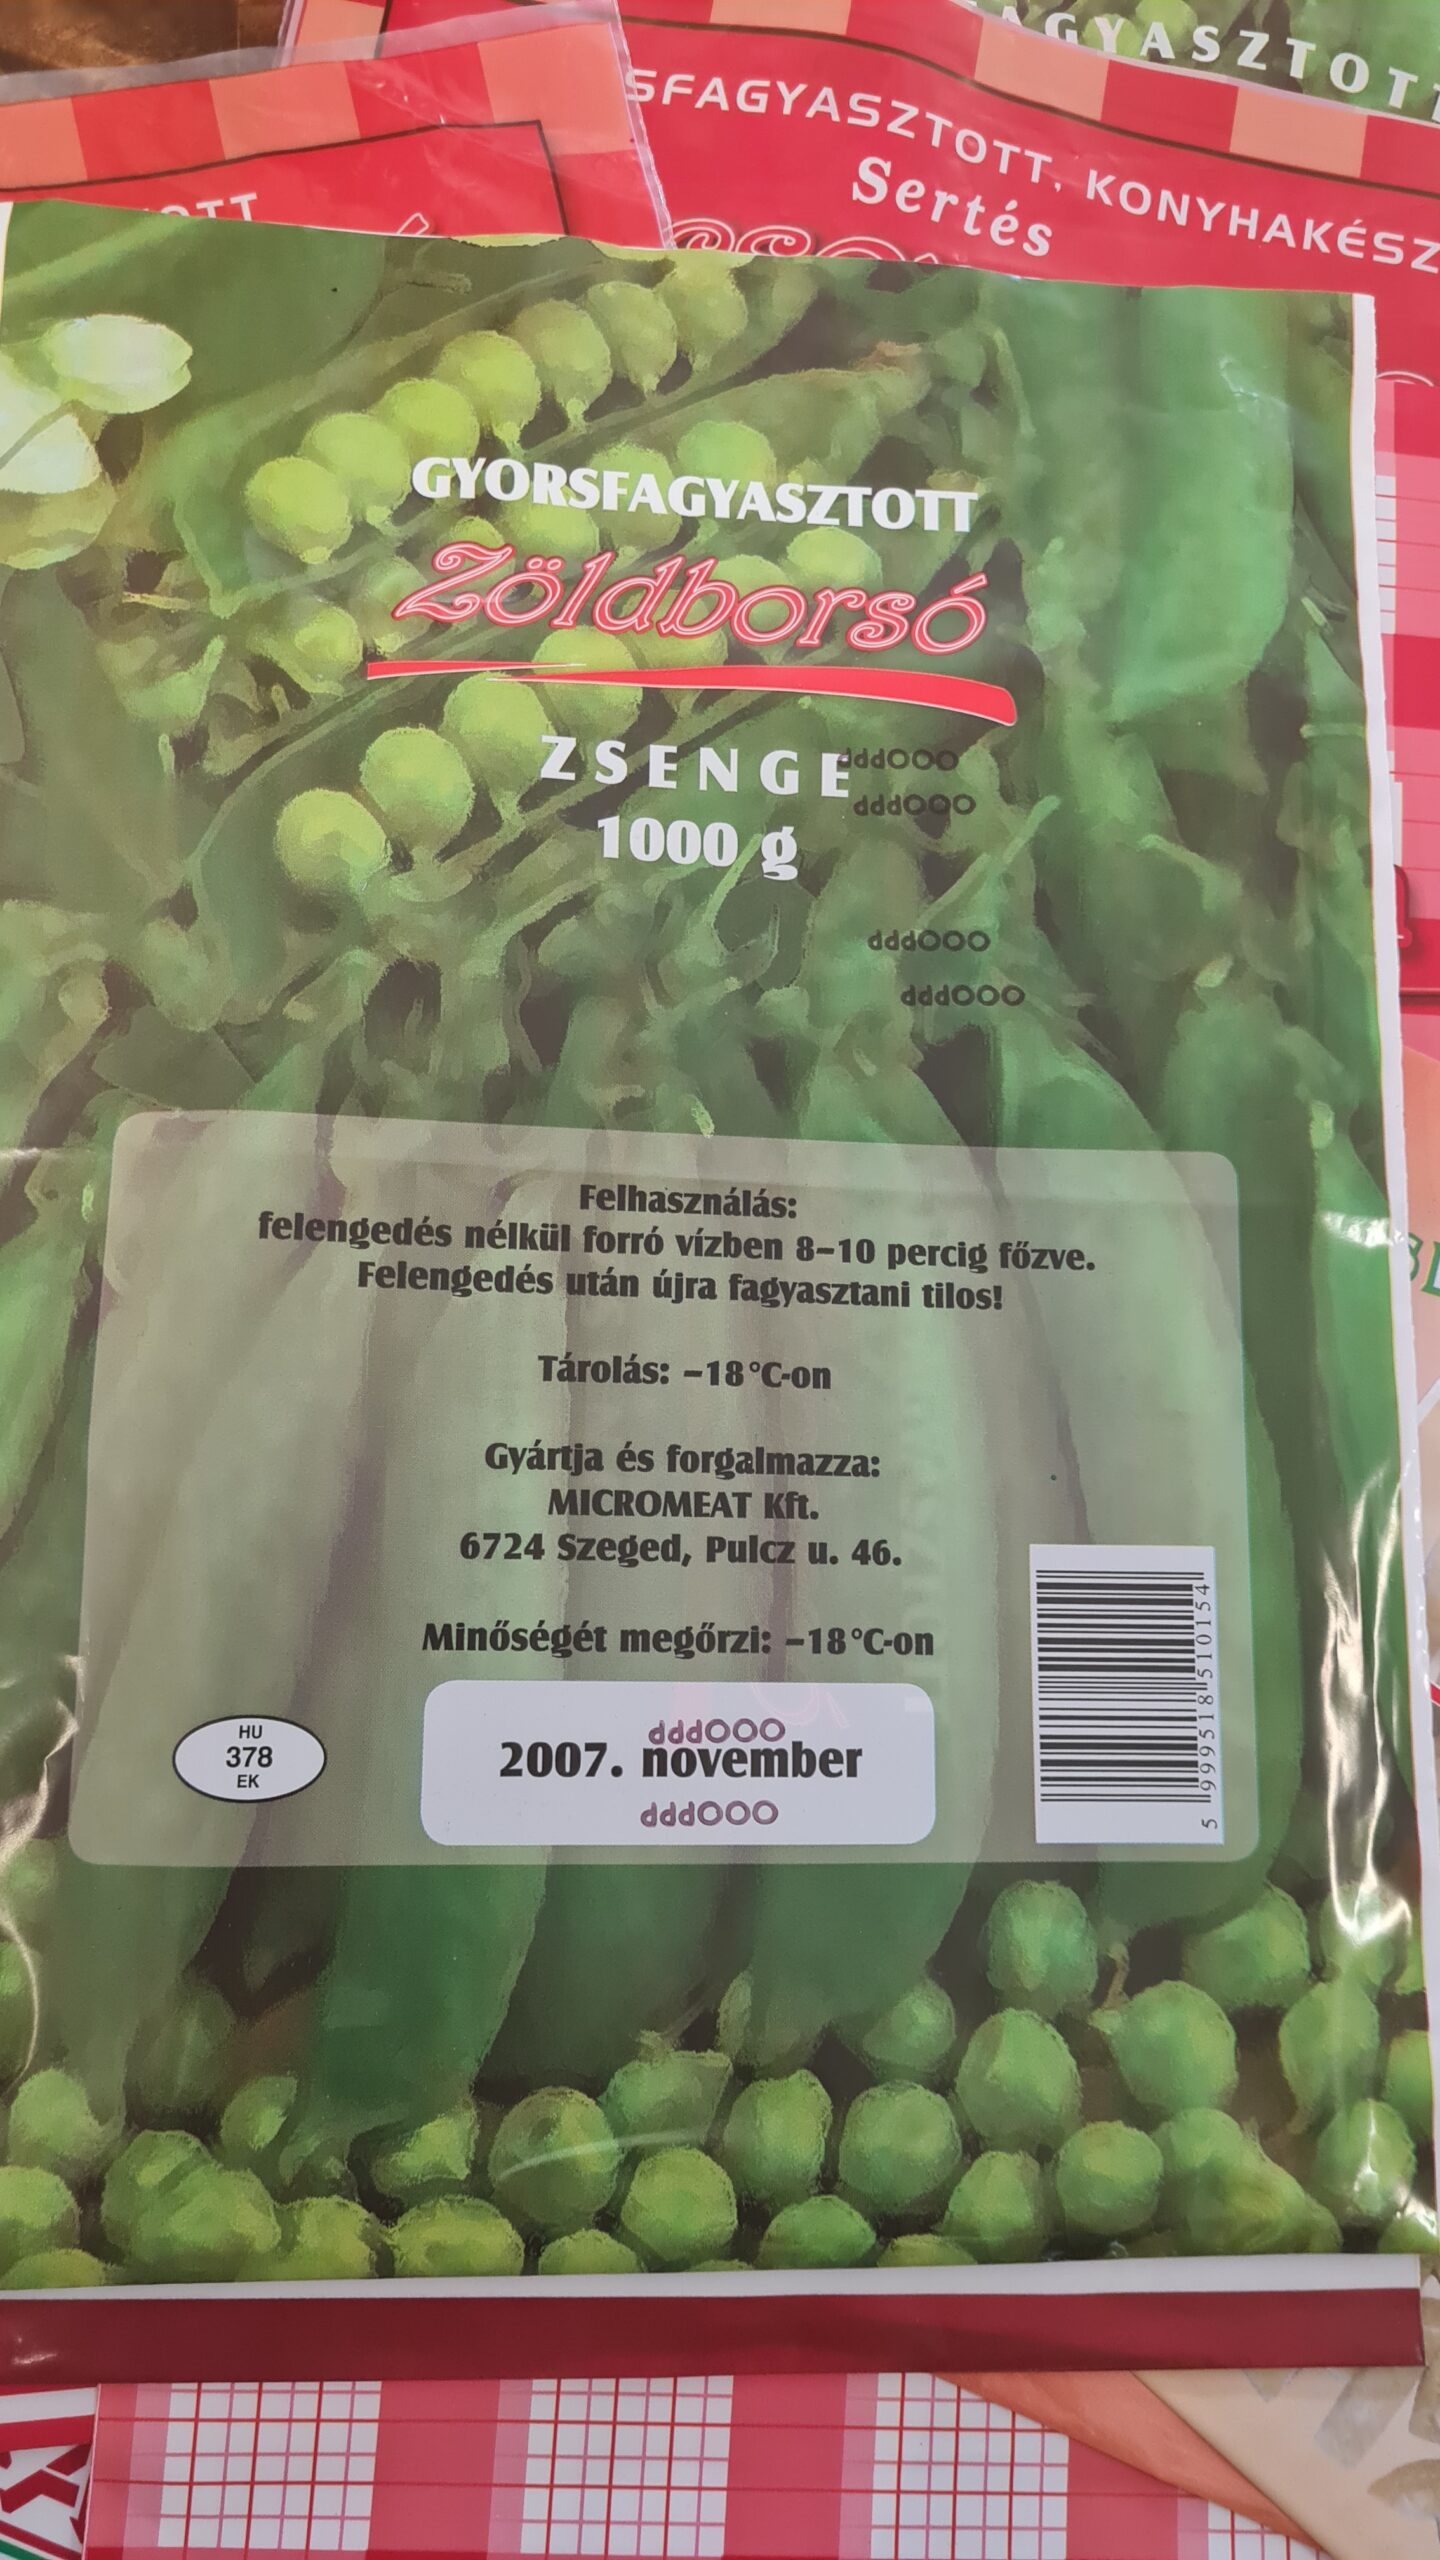 SFAGYASZTOTT, KONYHAKÉSZ
Sertés
GYORSFAGYASZTOTT
Zöldborsó
ZSENGE
1000 g
dddOOO
dddOOO
dddOOO
dddOOO
Felhasználás:
felengedés nélkül forró vízben 8–10 percig főzve.
Felengedés után újra fagyasztani tilos!
Tárolás: –18°C-on
Gyártja és forgalmazza:
MICROMEAT Kft.
6724 Szeged, Pulcz u. 46.
Minőségét megőrzi: –18°C-on
dddOOO
2007. november
dddOOO
HU
378
EK
5 999518 510154